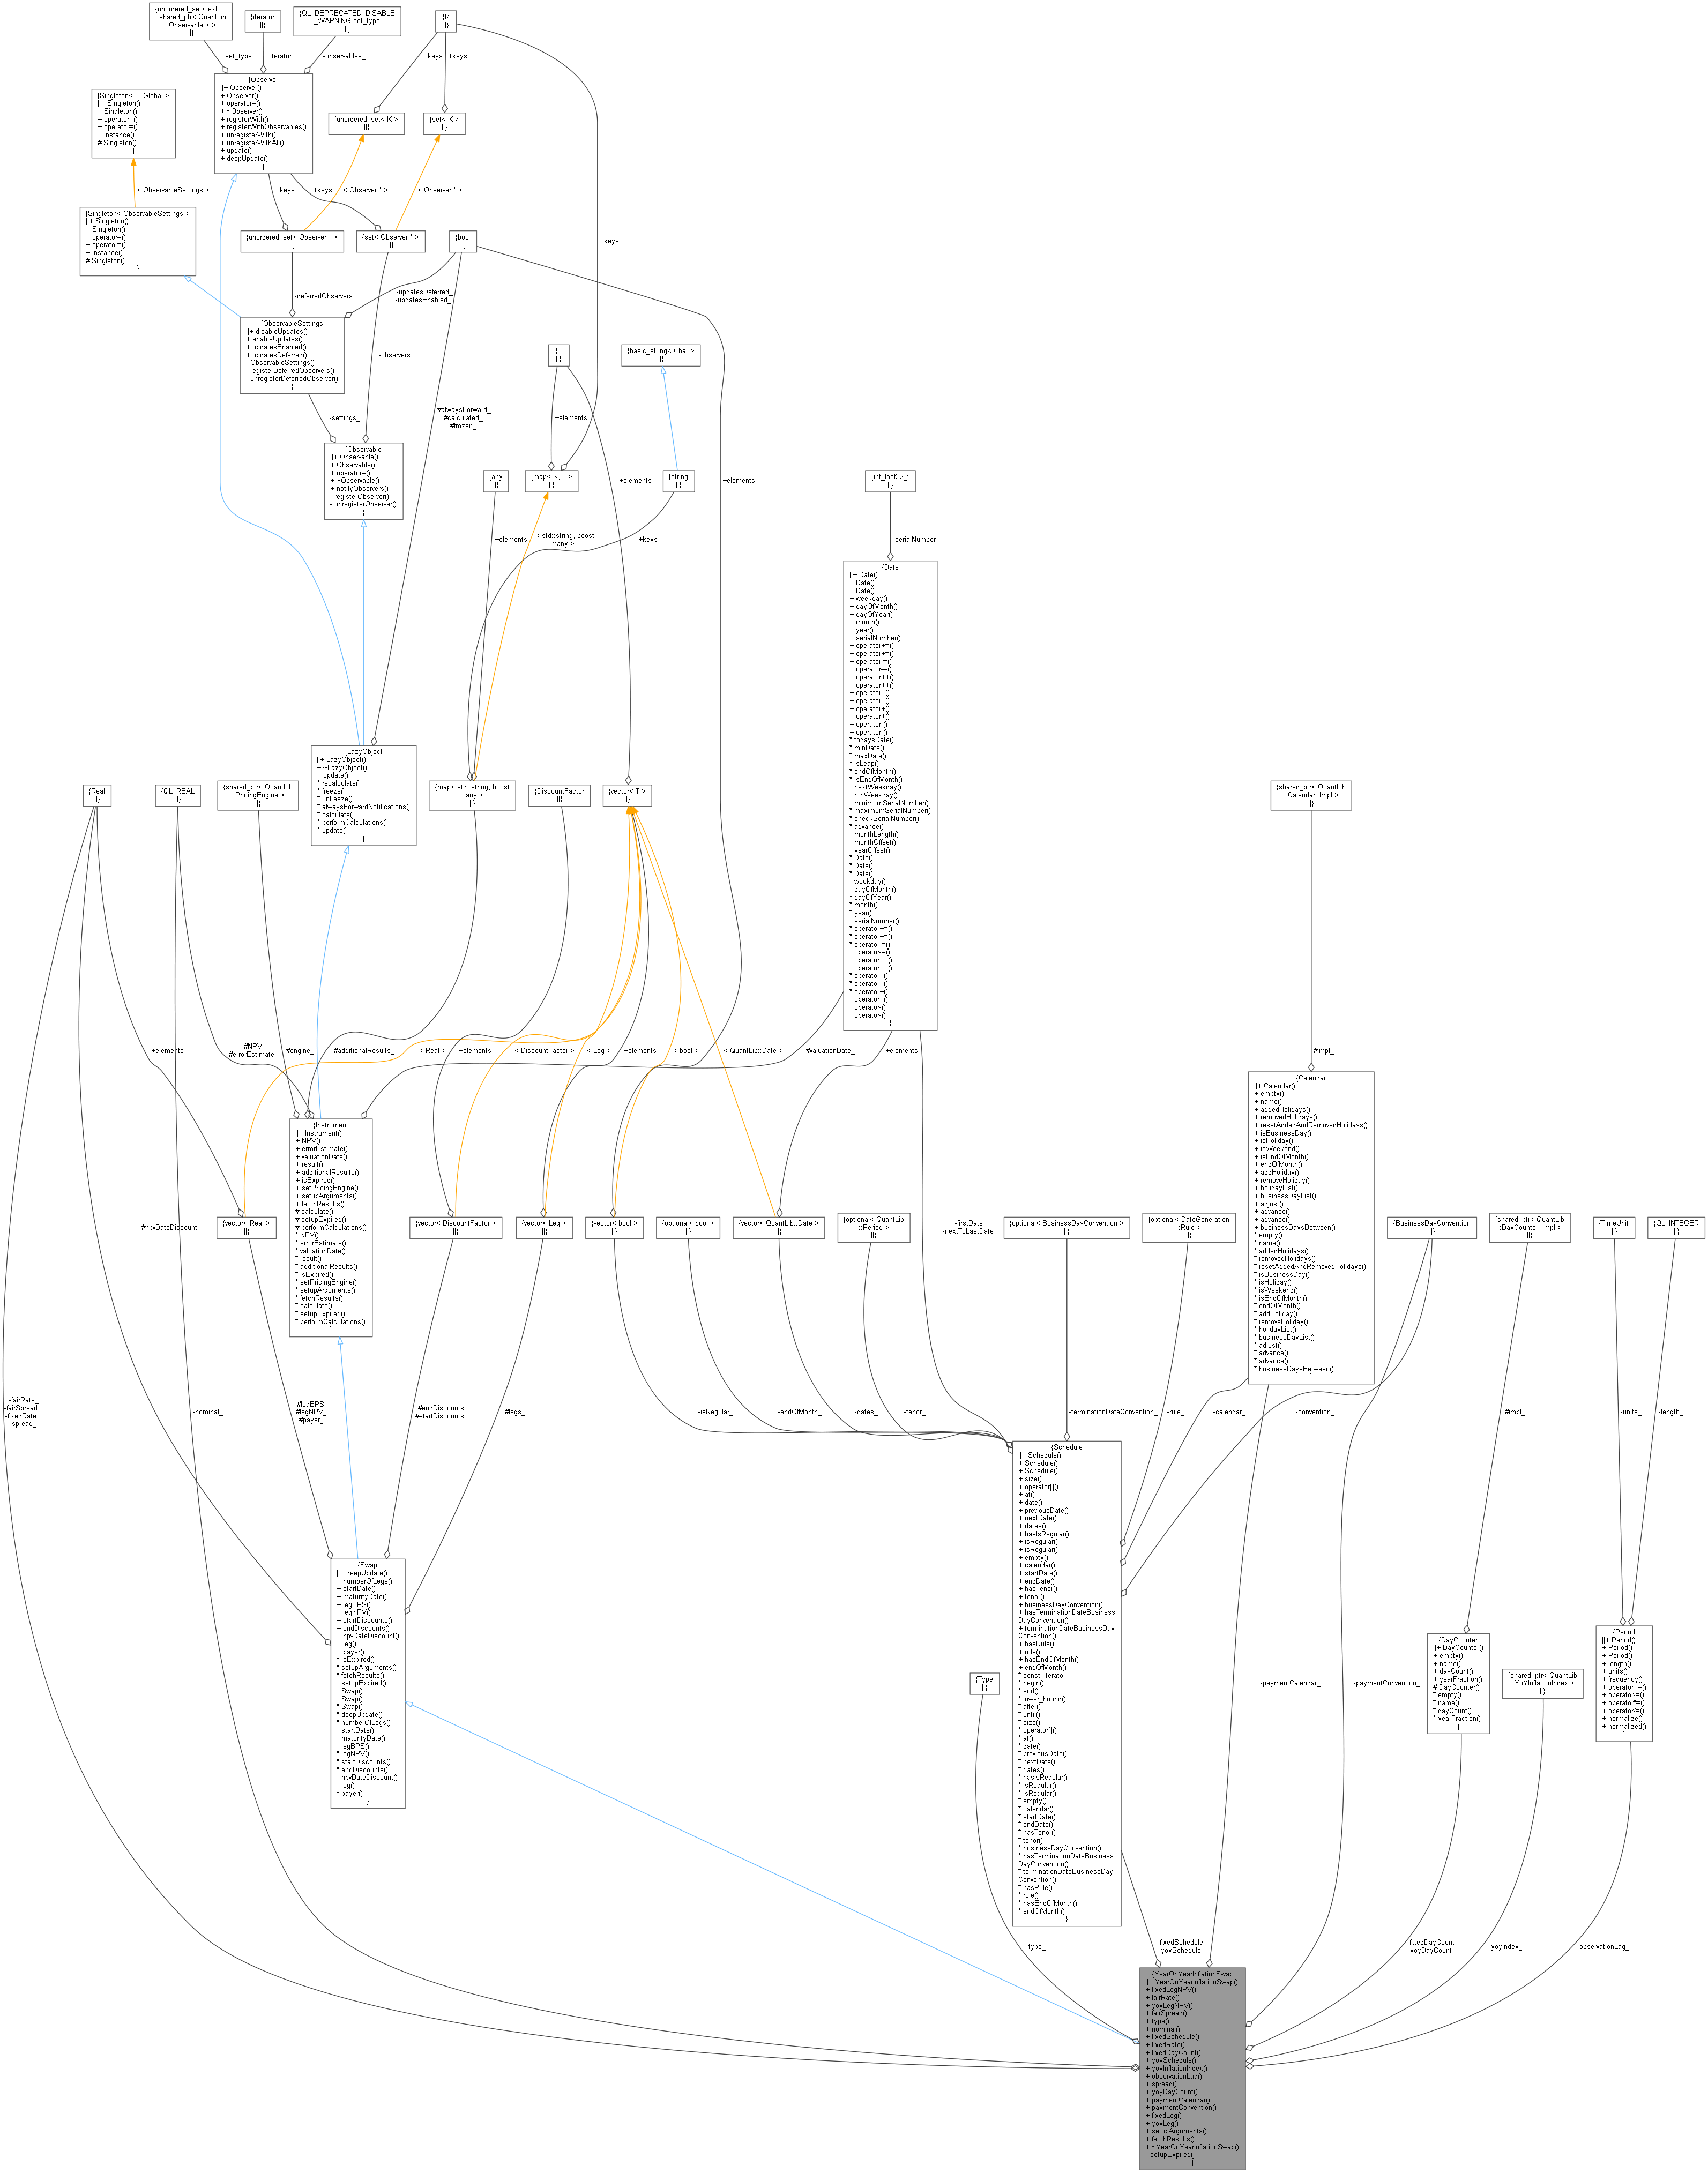 {unordered_set< ext
::shared_ptr< QuantLib
::Observable > >
||}
{iterator
||}
{QL_DEPRECATED_DISABLE
_WARNING set_type
||}
{K
||}
+set_type
+iterator
-observables_
+keys
+keys
{Observer
||+ Observer()
+ Observer()
+ operator=()
+ ~Observer()
+ registerWith()
+ registerWithObservables()
+ unregisterWith()
+ unregisterWithAll()
+ update()
+ deepUpdate()
}
{Singleton< T, Global >
||+ Singleton()
+ Singleton()
+ operator=()
+ operator=()
+ instance()
# Singleton()
}
{unordered_set< K >
||}
{set< K >
||}
< ObservableSettings >
+keys
+keys
< Observer * >
< Observer * >
+keys
{Singleton< ObservableSettings >
||+ Singleton()
+ Singleton()
+ operator=()
+ operator=()
+ instance()
# Singleton()
}
{unordered_set< Observer * >
||}
{set< Observer * >
||}
{boo
||}
-deferredObservers_
-updatesDeferred_
-updatesEnabled_
{ObservableSettings
||+ disableUpdates()
+ enableUpdates()
+ updatesEnabled()
+ updatesDeferred()
- ObservableSettings()
- registerDeferredObservers()
- unregisterDeferredObserver()
}
-observers_
{T
||}
{basic_string< Char >
||}
-settings_
#alwaysForward_
#calculated_
#frozen_
+elements
{Observable
||+ Observable()
+ Observable()
+ operator=()
+ ~Observable()
+ notifyObservers()
- registerObserver()
- unregisterObserver()
}
{any
||}
{map< K, T >
||}
+elements
{string
||}
+elements
{int_fast32_t
||}
+elements
< std::string, boost
::any >
+keys
-serialNumber_
{Date
||+ Date()
+ Date()
+ Date()
+ weekday()
+ dayOfMonth()
+ dayOfYear()
+ month()
+ year()
+ serialNumber()
+ operator+=()
+ operator+=()
+ operator-=()
+ operator-=()
+ operator++()
+ operator++()
+ operator--()
+ operator--()
+ operator+()
+ operator+()
+ operator-()
+ operator-()
* todaysDate()
* minDate()
* maxDate()
* isLeap()
* endOfMonth()
* isEndOfMonth()
* nextWeekday()
* nthWeekday()
* minimumSerialNumber()
* maximumSerialNumber()
* checkSerialNumber()
* advance()
* monthLength()
* monthOffset()
* yearOffset()
* Date()
* Date()
* Date()
* weekday()
* dayOfMonth()
* dayOfYear()
* month()
* year()
* serialNumber()
* operator+=()
* operator+=()
* operator-=()
* operator-=()
* operator++()
* operator++()
* operator--()
* operator--()
* operator+()
* operator+()
* operator-()
* operator-()
}
{LazyObject
||+ LazyObject()
+ ~LazyObject()
+ update()
* recalculate(;
* freeze(;
* unfreeze(;
* alwaysForwardNotifications(;
* calculate(;
* performCalculations(;
* update(;
}
{Real
||}
{QL_REAL
||}
{shared_ptr< QuantLib
::PricingEngine >
||}
{map< std::string, boost
::any >
||}
{DiscountFactor
||}
{vector< T >
||}
{shared_ptr< QuantLib
::Calendar::Impl >
||}
+elements
#NPV_
#errorEstimate_
#engine_
#additionalResults_
< Real >
+elements
< DiscountFactor >
< Leg >
+elements
< bool >
< QuantLib::Date >
#valuationDate_
+elements
#impl_
{Instrument
||+ Instrument()
+ NPV()
+ errorEstimate()
+ valuationDate()
+ result()
+ additionalResults()
+ isExpired()
+ setPricingEngine()
+ setupArguments()
+ fetchResults()
# calculate()
# setupExpired()
# performCalculations()
* NPV()
* errorEstimate()
* valuationDate()
* result()
* additionalResults()
* isExpired()
* setPricingEngine()
* setupArguments()
* fetchResults()
* calculate()
* setupExpired()
* performCalculations()
}
{Calendar
||+ Calendar()
+ empty()
+ name()
+ addedHolidays()
+ removedHolidays()
+ resetAddedAndRemovedHolidays()
+ isBusinessDay()
+ isHoliday()
+ isWeekend()
+ isEndOfMonth()
+ endOfMonth()
+ addHoliday()
+ removeHoliday()
+ holidayList()
+ businessDayList()
+ adjust()
+ advance()
+ advance()
+ businessDaysBetween()
* empty()
* name()
* addedHolidays()
* removedHolidays()
* resetAddedAndRemovedHolidays()
* isBusinessDay()
* isHoliday()
* isWeekend()
* isEndOfMonth()
* endOfMonth()
* addHoliday()
* removeHoliday()
* holidayList()
* businessDayList()
* adjust()
* advance()
* advance()
* businessDaysBetween()
}
#npvDateDiscount_
{vector< Real >
||}
{vector< DiscountFactor >
||}
{vector< Leg >
||}
{vector< bool >
||}
{optional< bool >
||}
{vector< QuantLib::Date >
||}
{optional< QuantLib
::Period >
||}
-firstDate_
-nextToLastDate_
{optional< BusinessDayConvention >
||}
{optional< DateGeneration
::Rule >
||}
{BusinessDayConvention
||}
{shared_ptr< QuantLib
::DayCounter::Impl >
||}
{TimeUnit
||}
{QL_INTEGER
||}
-fairRate_
-fairSpread_
-fixedRate_
-spread_
-nominal_
#legBPS_
#legNPV_
#payer_
#endDiscounts_
#startDiscounts_
#legs_
-isRegular_
-endOfMonth_
-dates_
-tenor_
-terminationDateConvention_
-rule_
-calendar_
-convention_
#impl_
-units_
-length_
{Schedule
||+ Schedule()
+ Schedule()
+ Schedule()
+ size()
+ operator[]()
+ at()
+ date()
+ previousDate()
+ nextDate()
+ dates()
+ hasIsRegular()
+ isRegular()
+ isRegular()
+ empty()
+ calendar()
+ startDate()
+ endDate()
+ hasTenor()
+ tenor()
+ businessDayConvention()
+ hasTerminationDateBusiness
DayConvention()
+ terminationDateBusinessDay
Convention()
+ hasRule()
+ rule()
+ hasEndOfMonth()
+ endOfMonth()
* const_iterator
* begin()
* end()
* lower_bound()
* after()
* until()
* size()
* operator[]()
* at()
* date()
* previousDate()
* nextDate()
* dates()
* hasIsRegular()
* isRegular()
* isRegular()
* empty()
* calendar()
* startDate()
* endDate()
* hasTenor()
* tenor()
* businessDayConvention()
* hasTerminationDateBusiness
DayConvention()
* terminationDateBusinessDay
Convention()
* hasRule()
* rule()
* hasEndOfMonth()
* endOfMonth()
}
{Swap
||+ deepUpdate()
+ numberOfLegs()
+ startDate()
+ maturityDate()
+ legBPS()
+ legNPV()
+ startDiscounts()
+ endDiscounts()
+ npvDateDiscount()
+ leg()
+ payer()
* isExpired()
* setupArguments()
* fetchResults()
* setupExpired()
* Swap()
* Swap()
* Swap()
* deepUpdate()
* numberOfLegs()
* startDate()
* maturityDate()
* legBPS()
* legNPV()
* startDiscounts()
* endDiscounts()
* npvDateDiscount()
* leg()
* payer()
}
{Type
||}
-paymentCalendar_
-paymentConvention_
{DayCounter
||+ DayCounter()
+ empty()
+ name()
+ dayCount()
+ yearFraction()
# DayCounter()
* empty()
* name()
* dayCount()
* yearFraction()
}
{shared_ptr< QuantLib
::YoYInflationIndex >
||}
{Period
||+ Period()
+ Period()
+ Period()
+ length()
+ units()
+ frequency()
+ operator+=()
+ operator-=()
+ operator*=()
+ operator/=()
+ normalize()
+ normalized()
}
-type_
-fixedSchedule_
-yoySchedule_
-fixedDayCount_
-yoyDayCount_
-yoyIndex_
-observationLag_
{YearOnYearInflationSwap
||+ YearOnYearInflationSwap()
+ fixedLegNPV()
+ fairRate()
+ yoyLegNPV()
+ fairSpread()
+ type()
+ nominal()
+ fixedSchedule()
+ fixedRate()
+ fixedDayCount()
+ yoySchedule()
+ yoyInflationIndex()
+ observationLag()
+ spread()
+ yoyDayCount()
+ paymentCalendar()
+ paymentConvention()
+ fixedLeg()
+ yoyLeg()
+ setupArguments()
+ fetchResults()
+ ~YearOnYearInflationSwap()
- setupExpired(;
}